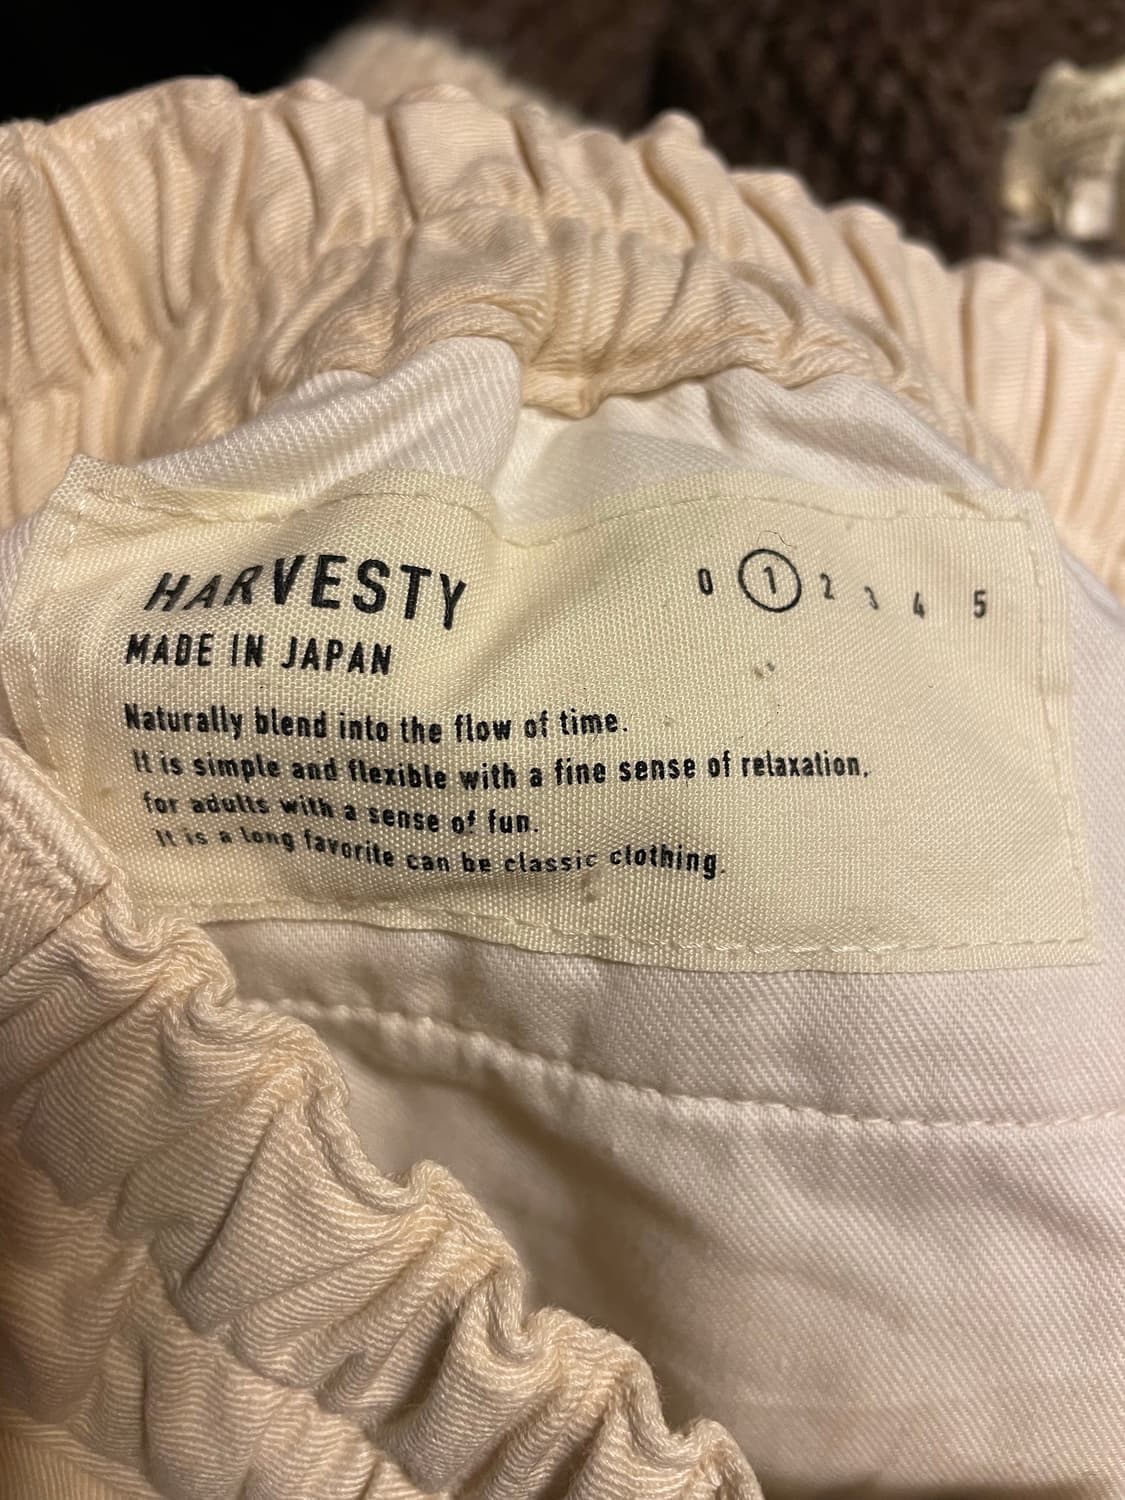 HARVESTY 0 1 2 3 4 5
MADE IN JAPAN
Naturally blend into the flow of time.
It is simple and flexible with a fine sense of relaxation,
for adults with a sense of fun.
It is a long favorite can be classic clothing.